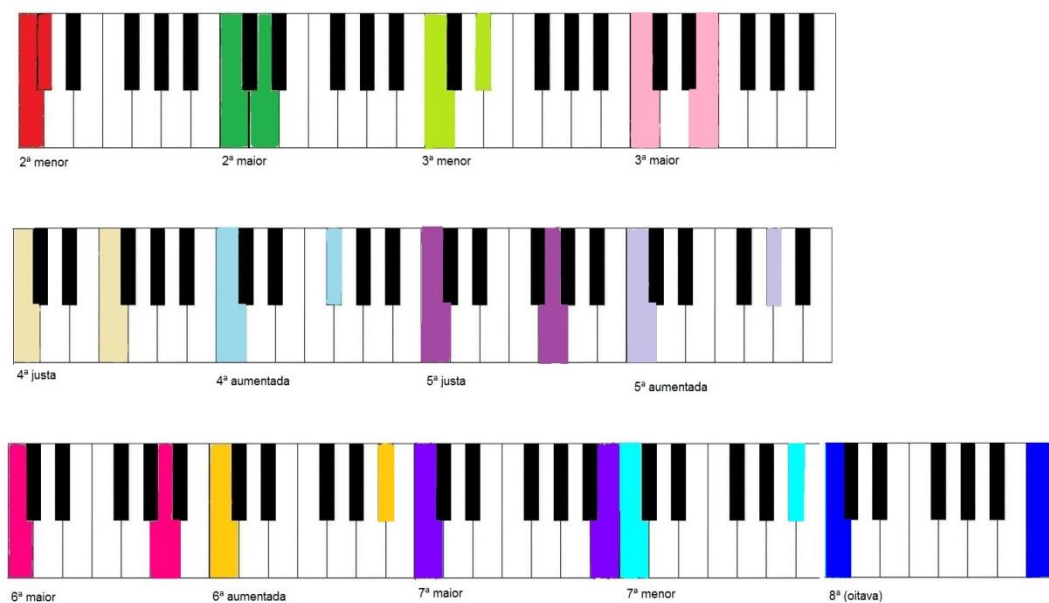 2ª menor
2ª maior
3ª menor
3ª maior
4ª justa
4ª aumentada
5ª justa
5ª aumentada
6ª maior
6ª aumentada
7ª maior
7ª menor
8ª (oitava)